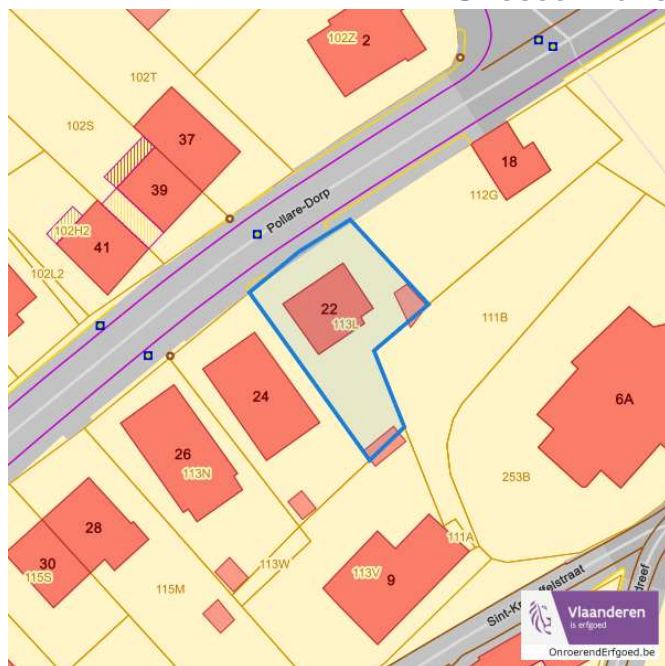 102Z
2
102T
102S
37
39
18
112G
Pollare-Dorp
41
102H2
102L2
22
113L
111B
24
6A
26
113N
253B
28
111A
30
115S
113W
113V
9
115M
Vlaanderen
is erfgoed
OnroerendErfgoed.be